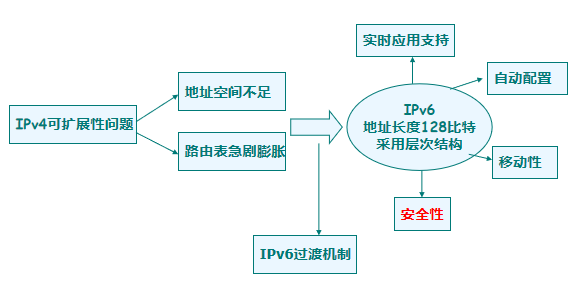 实时应用支持
自动配置
地址空间不足
IPv4可扩展性问题
路由表急剧膨胀
IPv6
地址长度128比特
采用层次结构
移动性
安全性
IPv6过渡机制